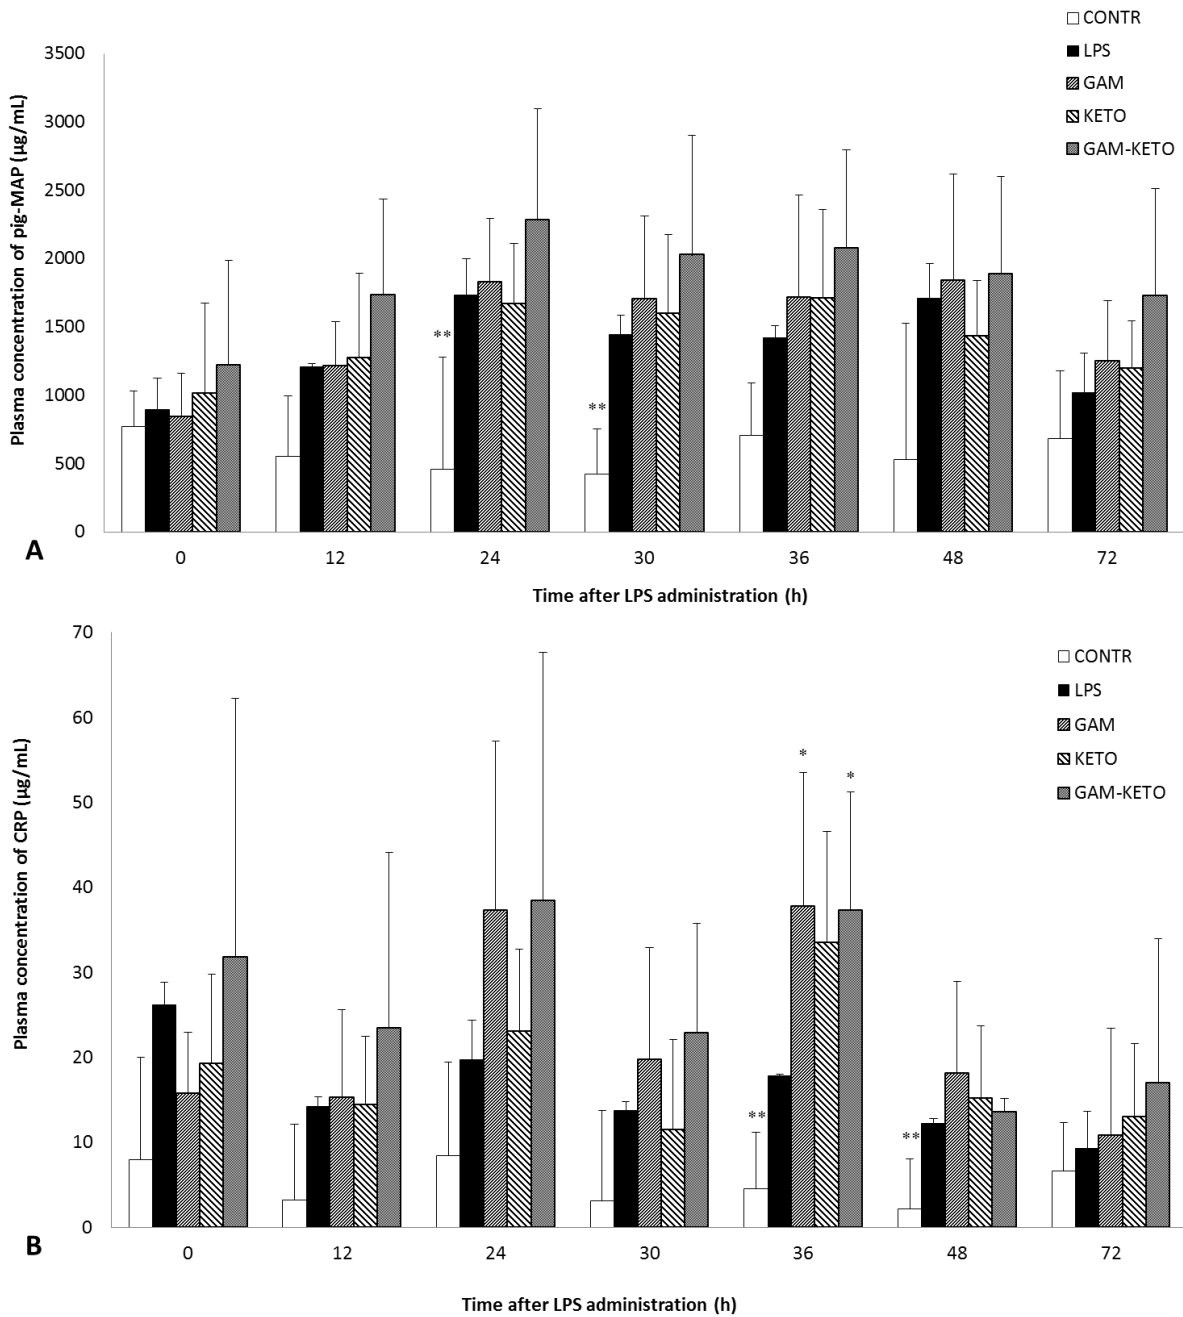 CONTR
LPS
GAM
KETO
GAM-KETO
Plasma concentration of pig-MAP (µg/mL)
3500
3000
2500
2000
1500
1000
500
0
**
**
0 12 24 30 36 48 72
A
Time after LPS administration (h)
CONTR
LPS
GAM
KETO
GAM-KETO
Plasma concentration of CRP (µg/mL)
70
60
50
40
30
20
10
0
*
*
**
**
0 12 24 30 36 48 72
B
Time after LPS administration (h)